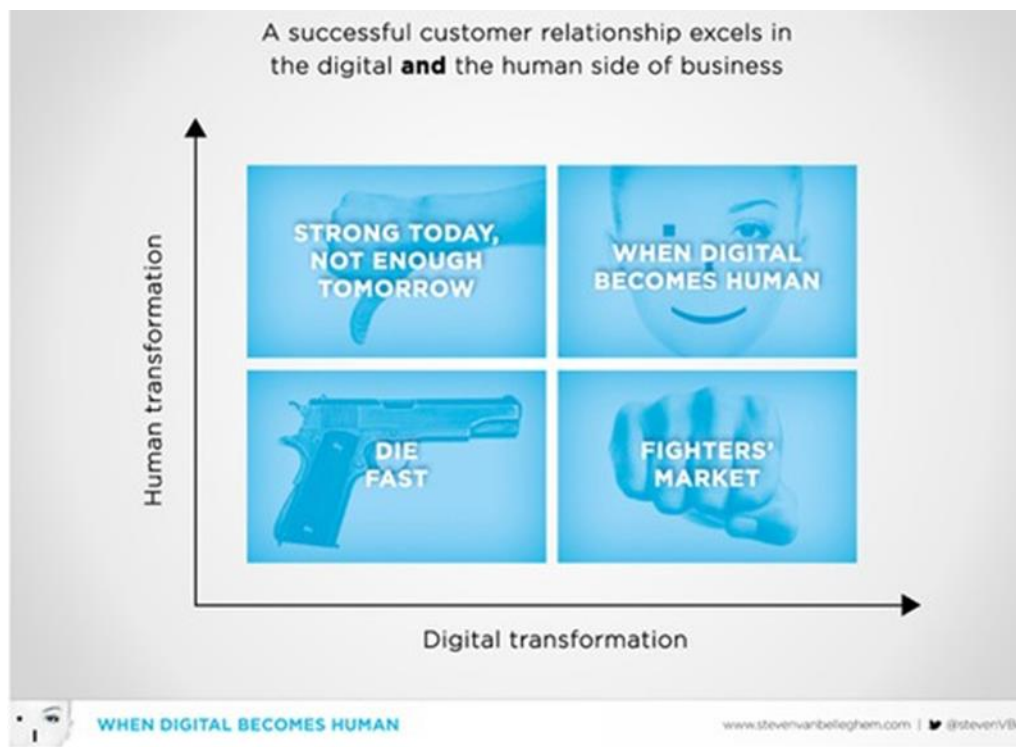 A successful customer relationship excels in
the digital and the human side of business
Human transformation
STRONG TODAY,
NOT ENOUGH
TOMORROW
WHEN DIGITAL
BECOMES HUMAN
DIE
FAST
FIGHTERS'
MARKET
Digital transformation
WHEN DIGITAL BECOMES HUMAN
www.stevenvanbelleghem.com | @stevenVB